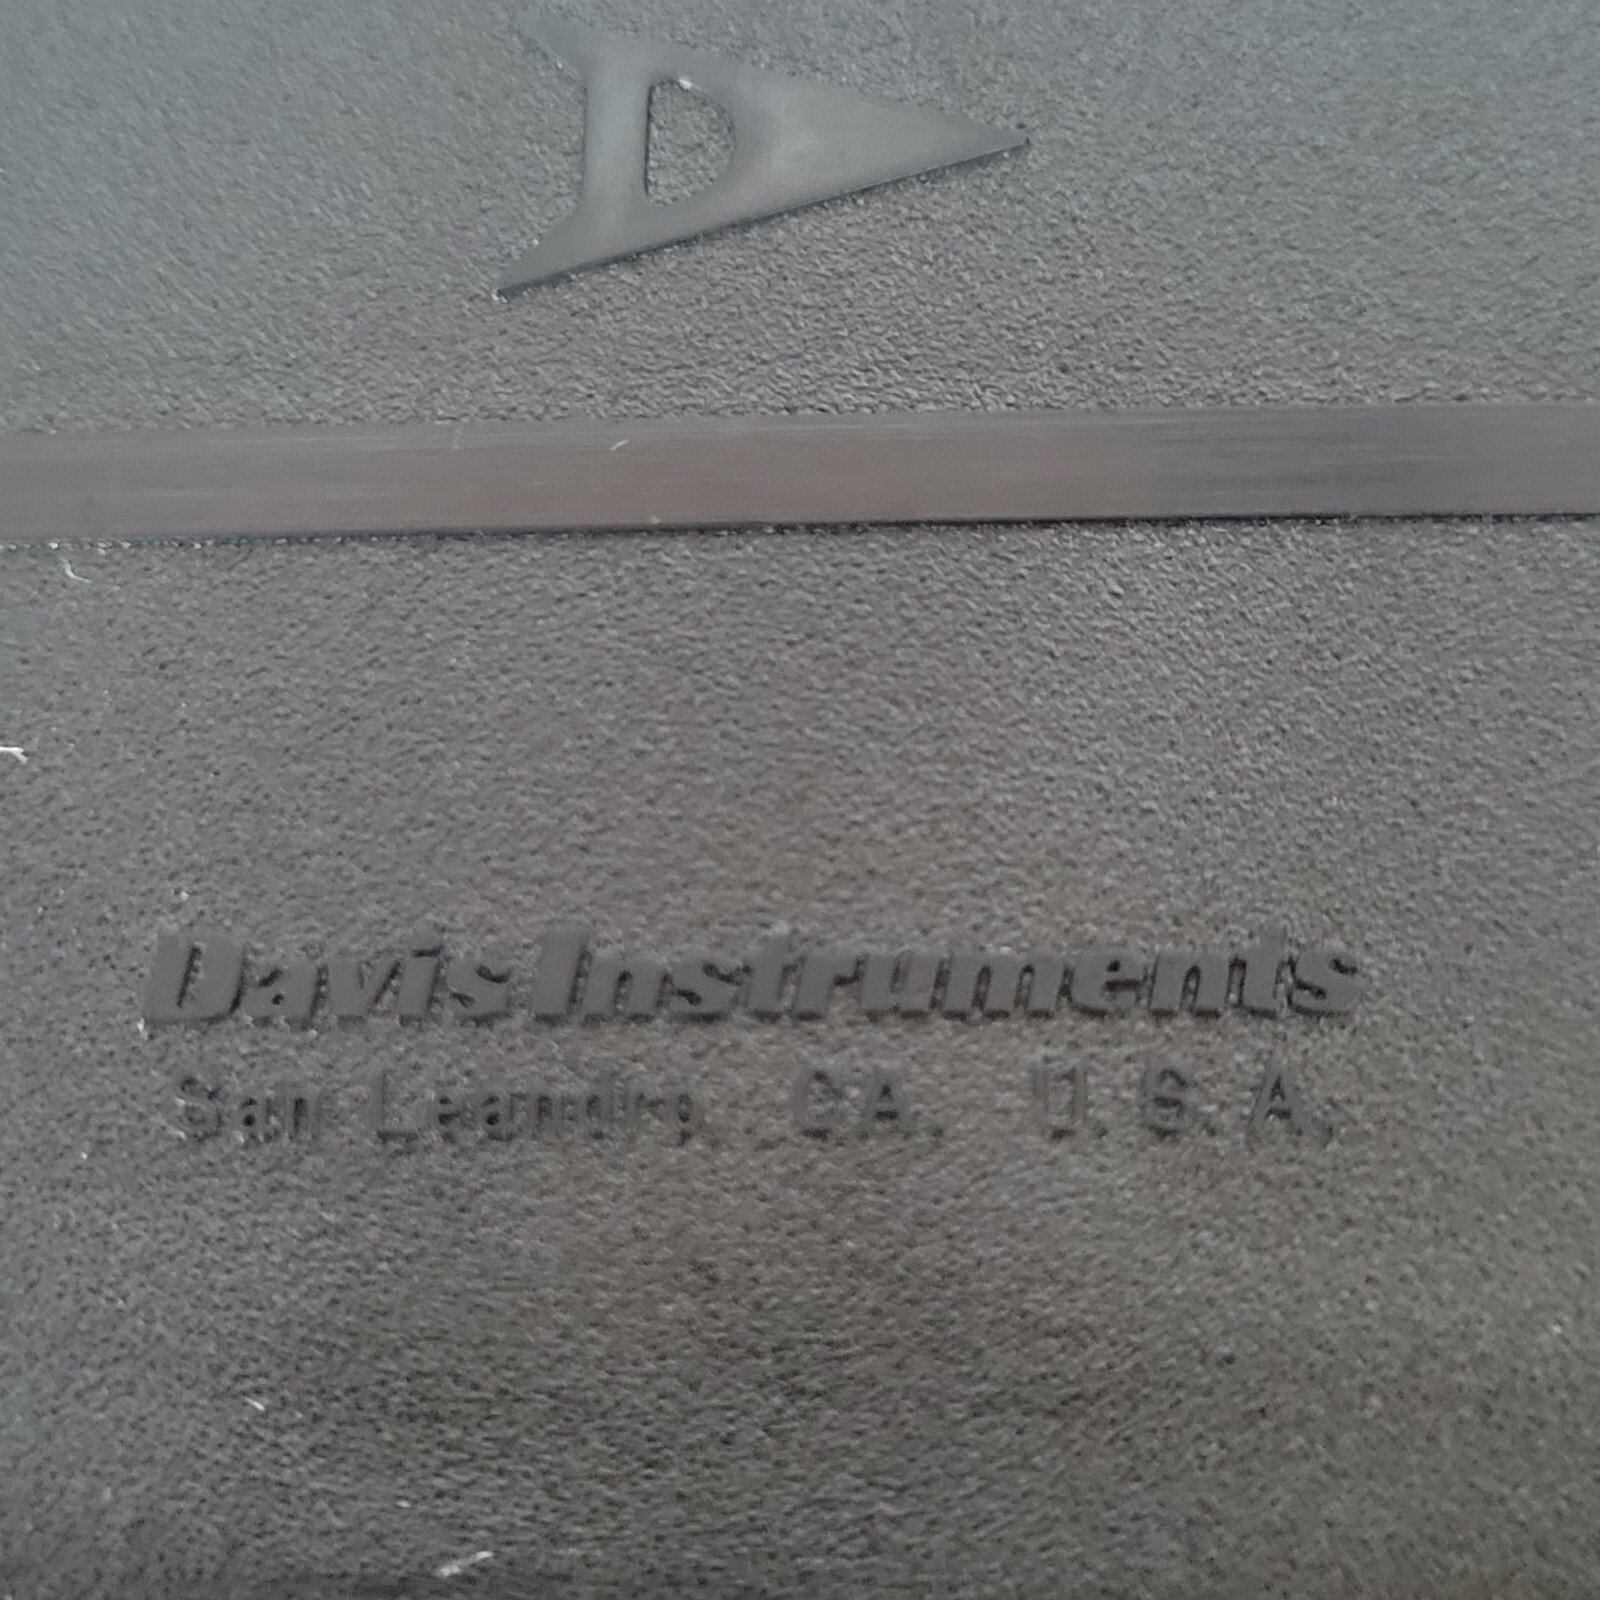 D
Davis Instruments
San Leandro, CA, U.S.A.